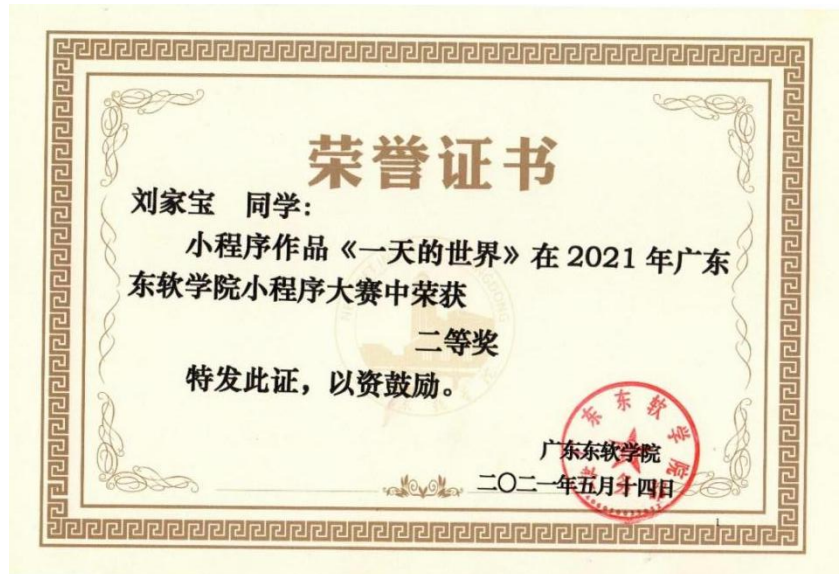 荣誉证书
刘家宝 同学：
小程序作品《一天的世界》在 2021 年广东
东软学院小程序大赛中荣获
二等奖
特发此证，以资鼓励。
广东东软学院
二〇二一年五月十四日
1